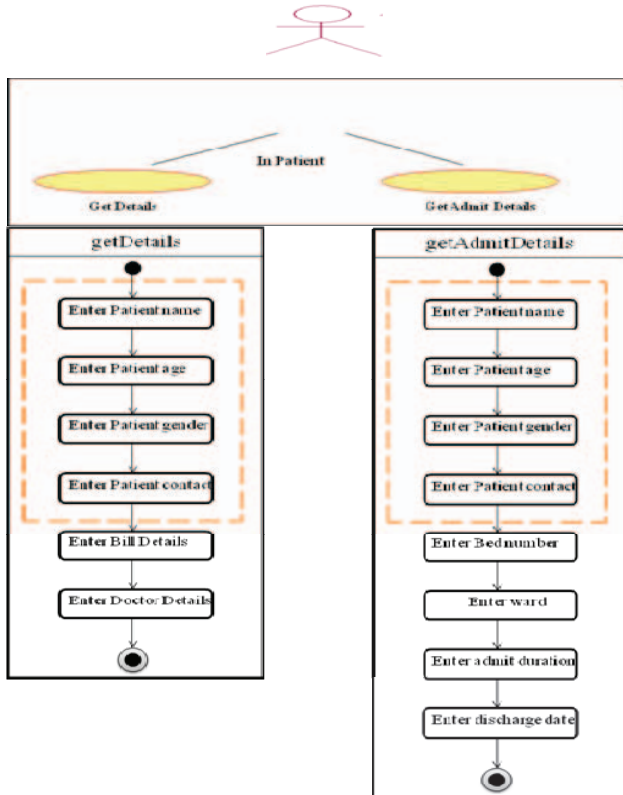 In Patient
Get Details
Get Admit Details
getDetails
Enter Patient name
Enter Patient age
Enter Patient gender
Enter Patient contact
Enter Bill Details
Enter Doctor Details
getAdmitDetails
Enter Patient name
Enter Patient age
Enter Patient gender
Enter Patient contact
Enter Bed number
Enter ward
Enter admit duration
Enter discharge date